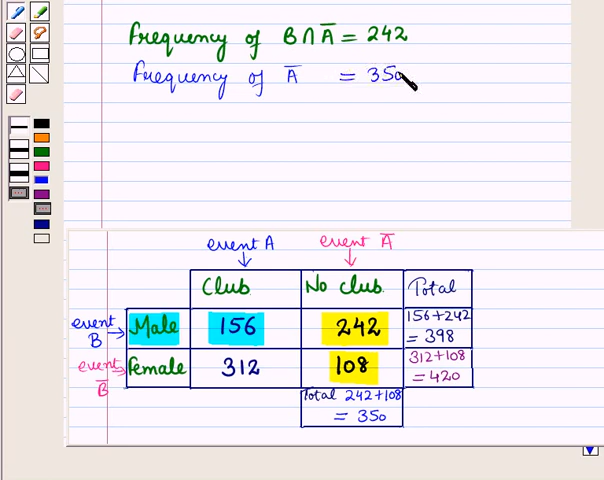 Frequency of B∩A̅ = 242
Frequency of A̅ = 350
event A
event A̅
Club
No club
Total
event B
Male
156
242
156+242 = 398
event B̅
Female
312
108
312+108 = 420
Total 242+108 = 350